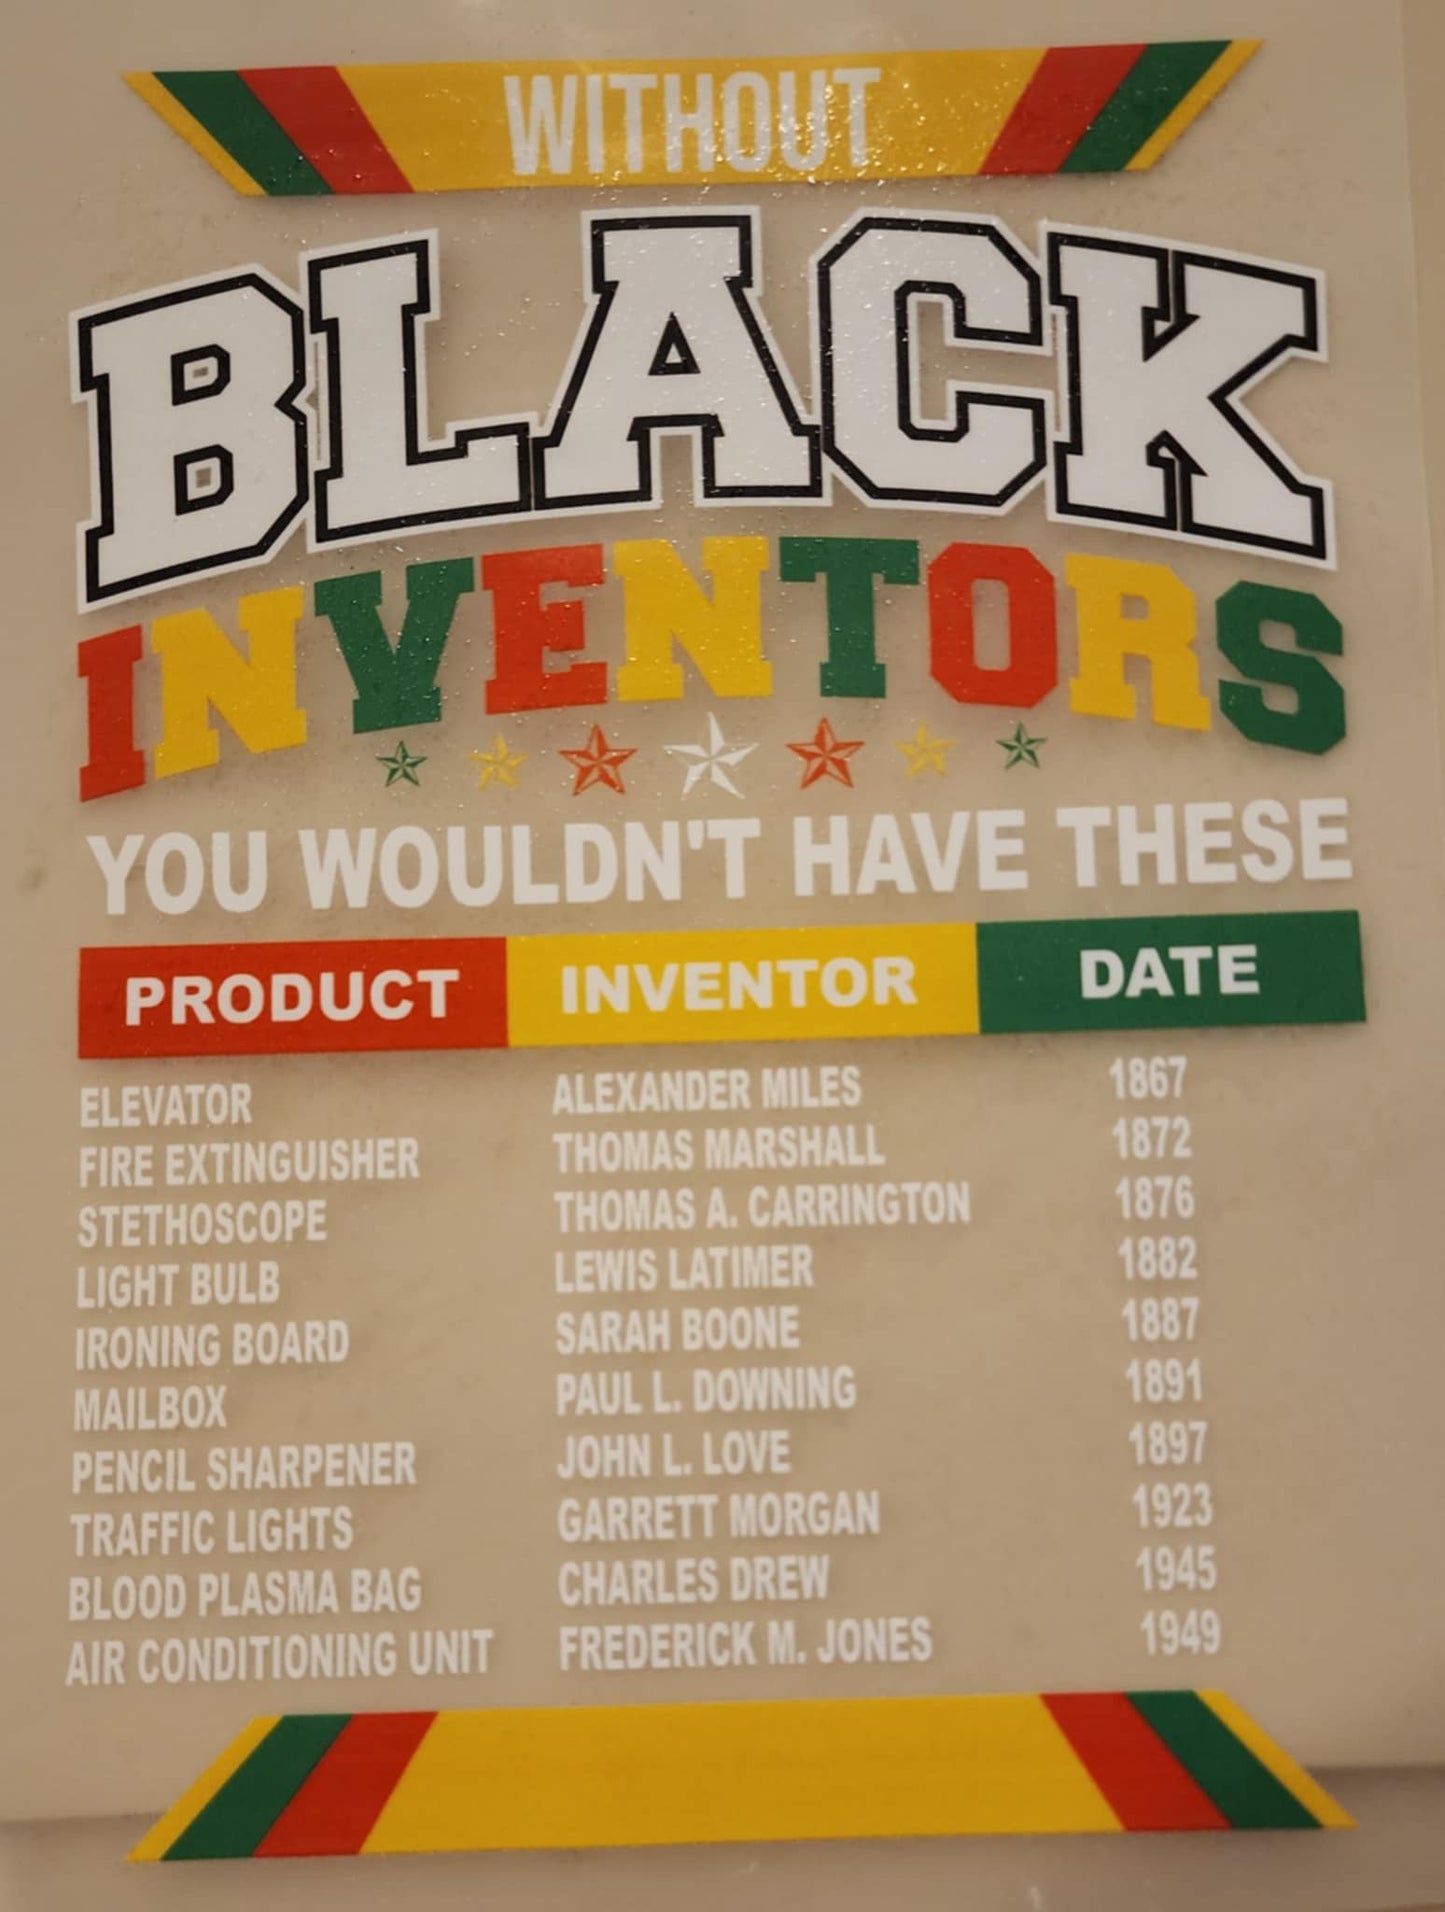 WITHOUT
BLACK
INVENTORS
YOU WOULDN'T HAVE THESE
PRODUCT INVENTOR DATE
ELEVATOR ALEXANDER MILES 1867
FIRE EXTINGUISHER THOMAS MARSHALL 1872
STETHOSCOPE THOMAS A. CARRINGTON 1876
LIGHT BULB LEWIS LATIMER 1882
IRONING BOARD SARAH BOONE 1887
MAILBOX PAUL L. DOWNING 1891
PENCIL SHARPENER JOHN L. LOVE 1897
TRAFFIC LIGHTS GARRETT MORGAN 1923
BLOOD PLASMA BAG CHARLES DREW 1945
AIR CONDITIONING UNIT FREDERICK M. JONES 1949